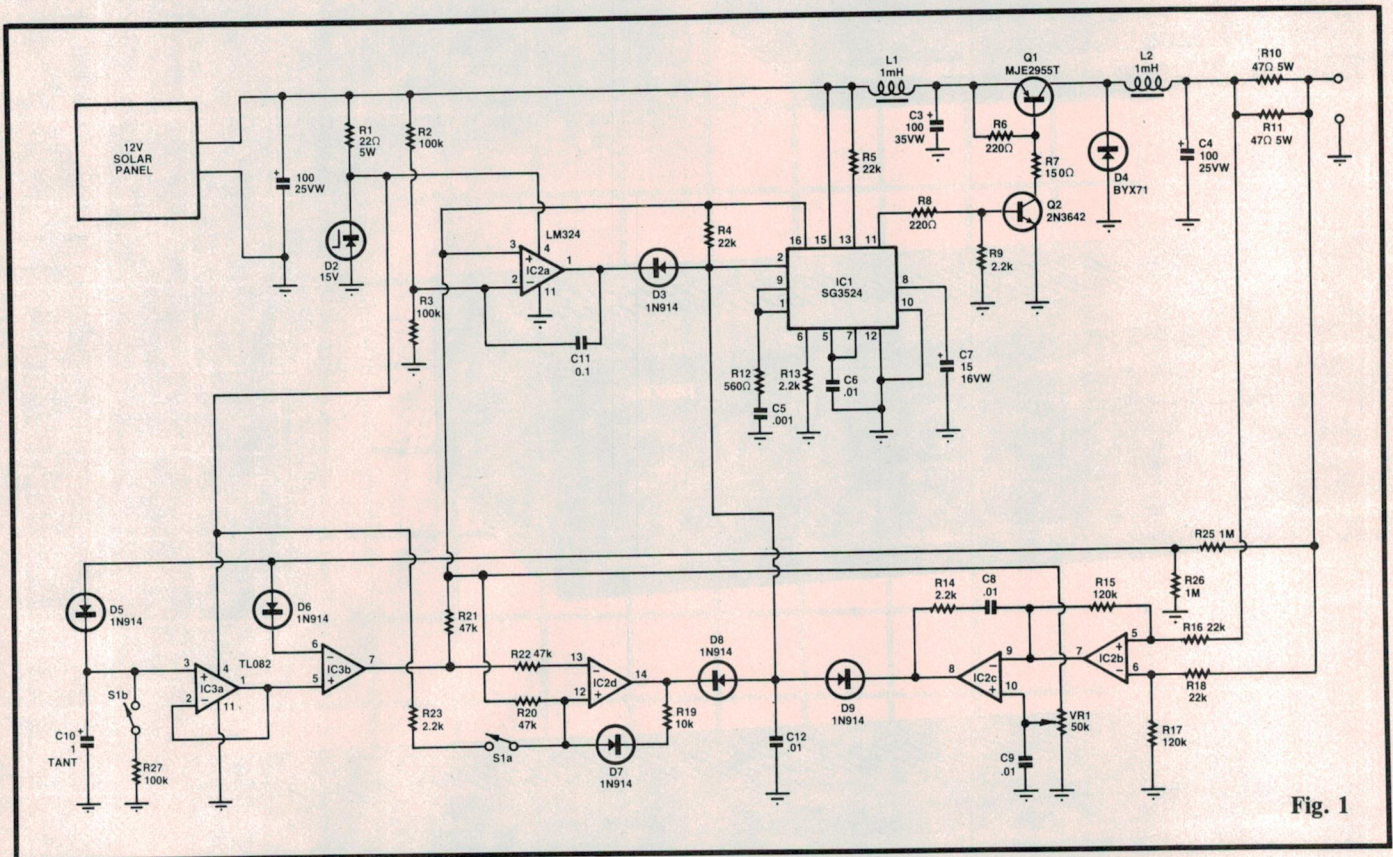 12V
SOLAR
PANEL
100
25VW
R1
22Ω
5W
D2
15V
R2
100k
R3
100k
LM324
3
+
4
IC2a
1
2
−
11
C11
0.1
D3
1N914
R4
22k
R5
22k
L1
1mH
C3 +
100
35VW
R6
220Ω
Q1
MJE2955T
R7
150Ω
R8
220Ω
Q2
2N3642
R9
2.2k
D4
BYX71
L2
1mH
C4
100
25VW
R10
47Ω 5W
R11
47Ω 5W
16
15
13
11
2
9
1
IC1
SG3524
8
10
6
5
7
12
R12
560Ω
C5
.001
R13
2.2k
C6
.01
C7
15
16VW
R25 1M
R26
1M
D5
1N914
D6
1N914
TL082
3
+
4
IC3a
1
2
−
11
S1b
C10 +
1
TANT
R27
100k
6
−
IC3b
7
5
+
R21
47k
R23
2.2k
R22 47k
R20
47k
S1a
13
−
IC2d
14
12
+
D7
1N914
R19
10k
D8
1N914
D9
1N914
C12
.01
R14
2.2k
C8
.01
R15
120k
8
IC2c
−
9
+
10
C9
.01
VR1
50k
7
IC2b
+
5
−
6
R16 22k
R18
22k
R17
120k
Fig. 1